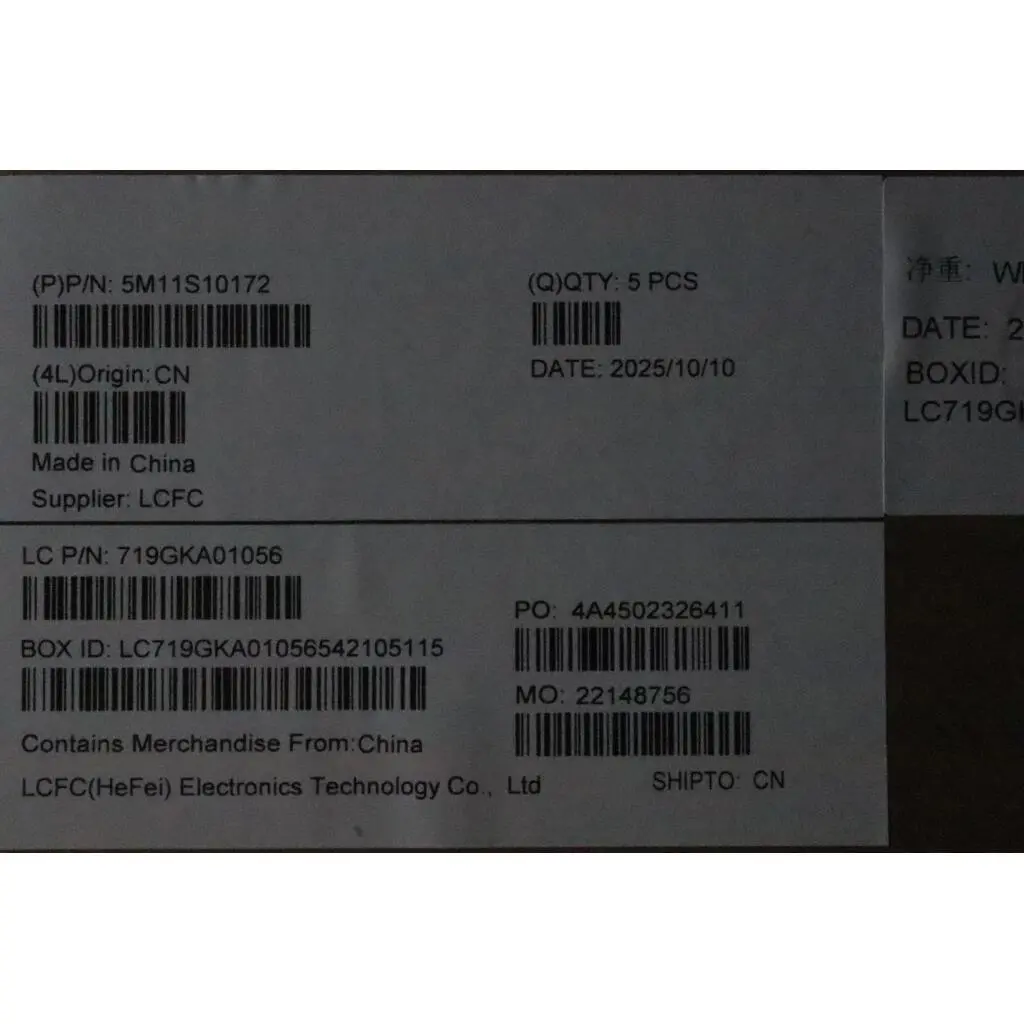 (P)P/N: 5M11S10172
(Q)QTY: 5 PCS
(4L)Origin:CN
DATE: 2025/10/10
Made in China
Supplier: LCFC
LC P/N: 719GKA01056
PO: 4A4502326411
BOX ID: LC719GKA01056542105115
MO: 22148756
Contains Merchandise From:China
LCFC(HeFei) Electronics Technology Co., Ltd
SHIPTO: CN
净重:
DATE: 2
BOXID:
LC719G